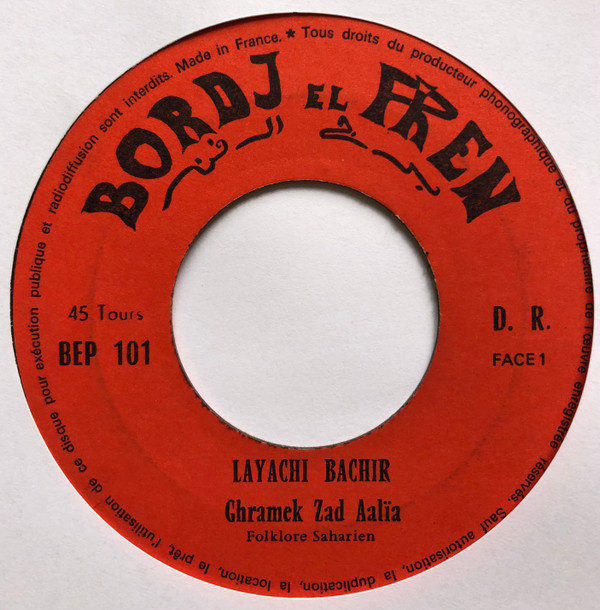 Made in France. * Tous droits du producteur phonographique et du propriétaire de l'œuvre enregistrée réservés. Sauf autorisation, la duplication, la location, le prêt, l'utilisation de ce disque pour exécution publique et radiodiffusion sont interdits.
BORDJ EL FREN
برج الفن
45 Tours
D. R.
BEP 101
FACE 1
LAYACHI BACHIR
Ghramek Zad Aalïa
Folklore Saharien